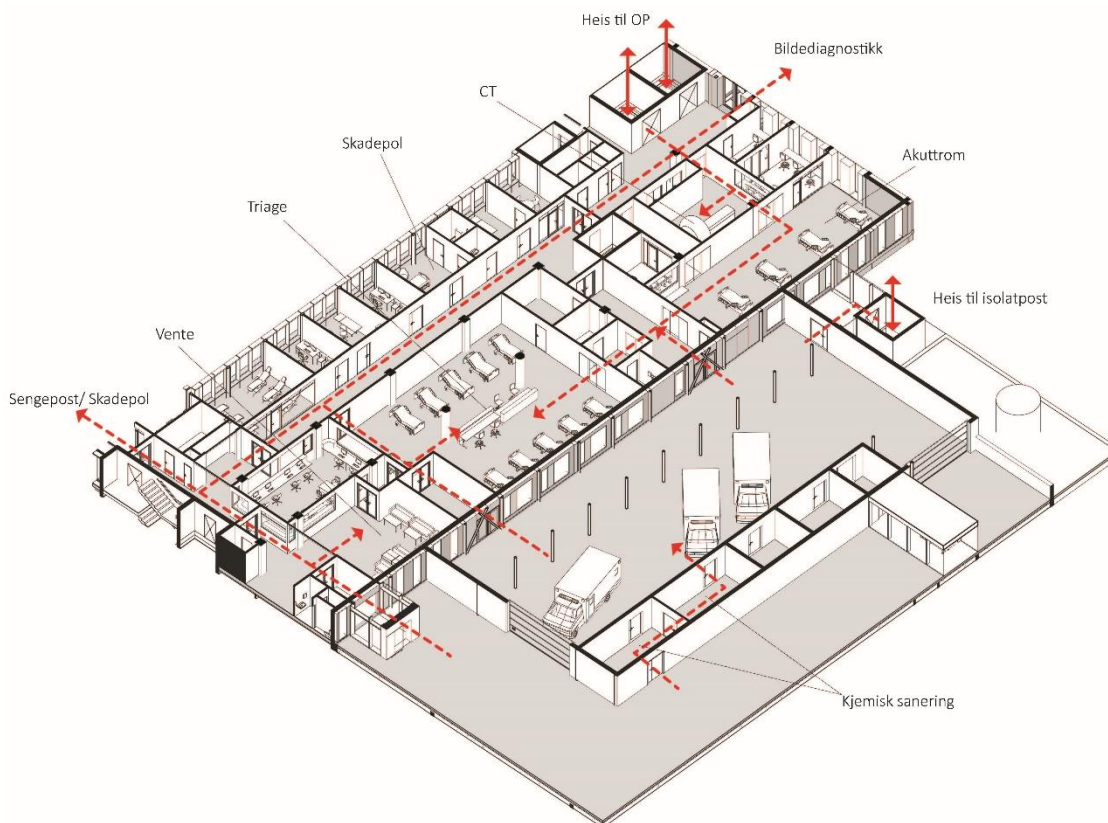 Heis til OP
Bildediagnostikk
CT
Skadepol
Akuttrom
Triage
Heis til isolatpost
Vente
Sengepost/ Skadepol
Kjemisk sanering